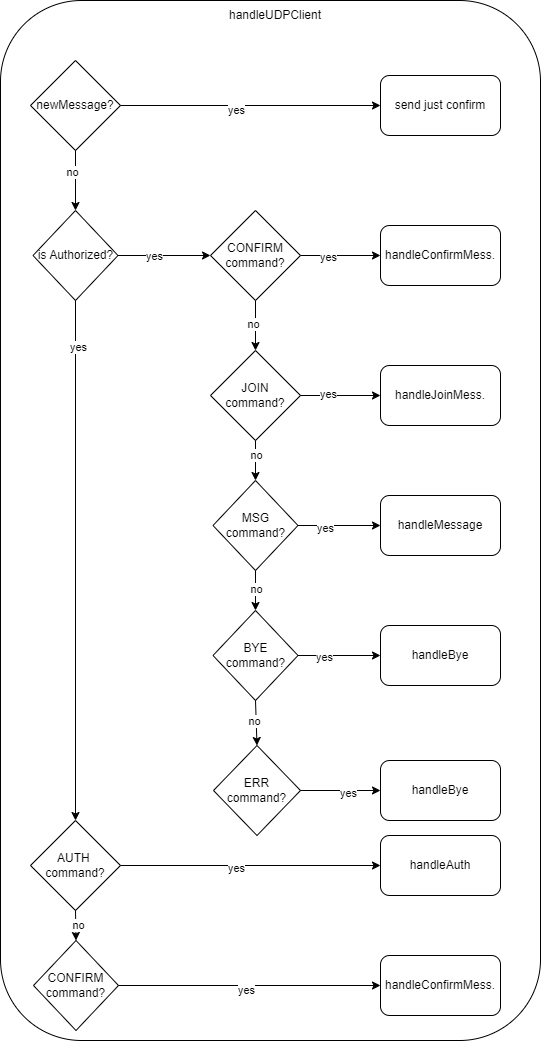 handleUDPClient
newMessage?
yes
send just confirm
no
is Authorized?
yes
CONFIRM
command?
yes
handleConfirmMess.
no
yes
JOIN
command?
yes
handleJoinMess.
no
MSG
command?
yes
handleMessage
no
BYE
command?
yes
handleBye
no
ERR
command?
yes
handleBye
AUTH
command?
yes
handleAuth
no
CONFIRM
command?
yes
handleConfirmMess.